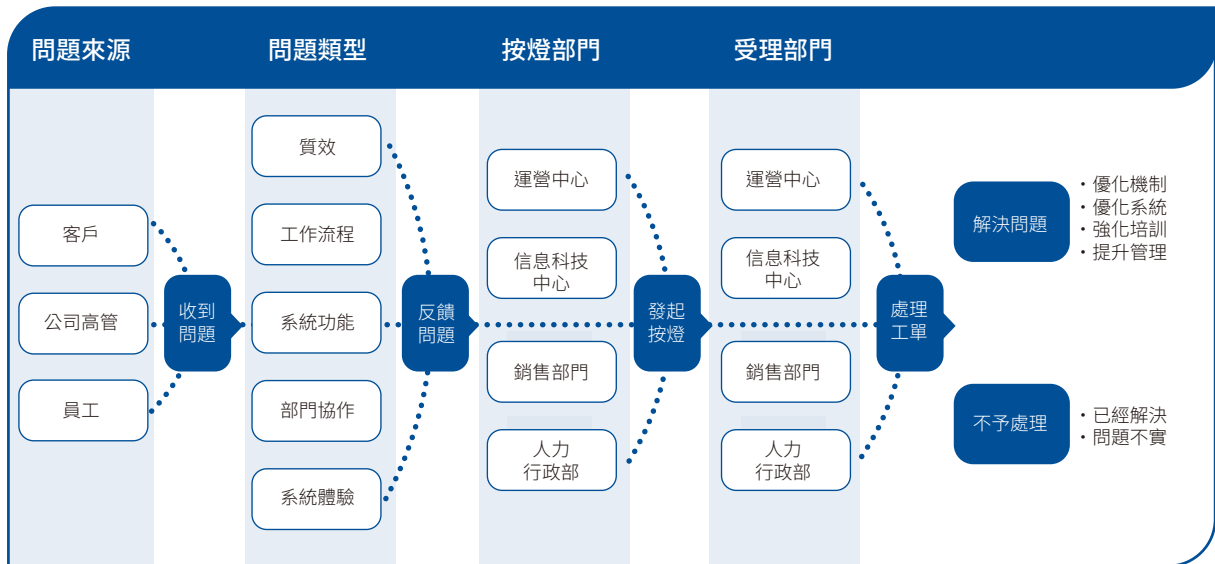 問題來源
問題類型
按燈部門
受理部門
客戶
公司高管
員工
收到
問題
質效
工作流程
系統功能
部門協作
系統體驗
反饋
問題
運營中心
信息科技
中心
銷售部門
人力
行政部
發起
按燈
運營中心
信息科技
中心
銷售部門
人力
行政部
處理
工單
解決問題
・優化機制
・優化系統
・強化培訓
・提升管理
不予處理
・已經解決
・問題不實